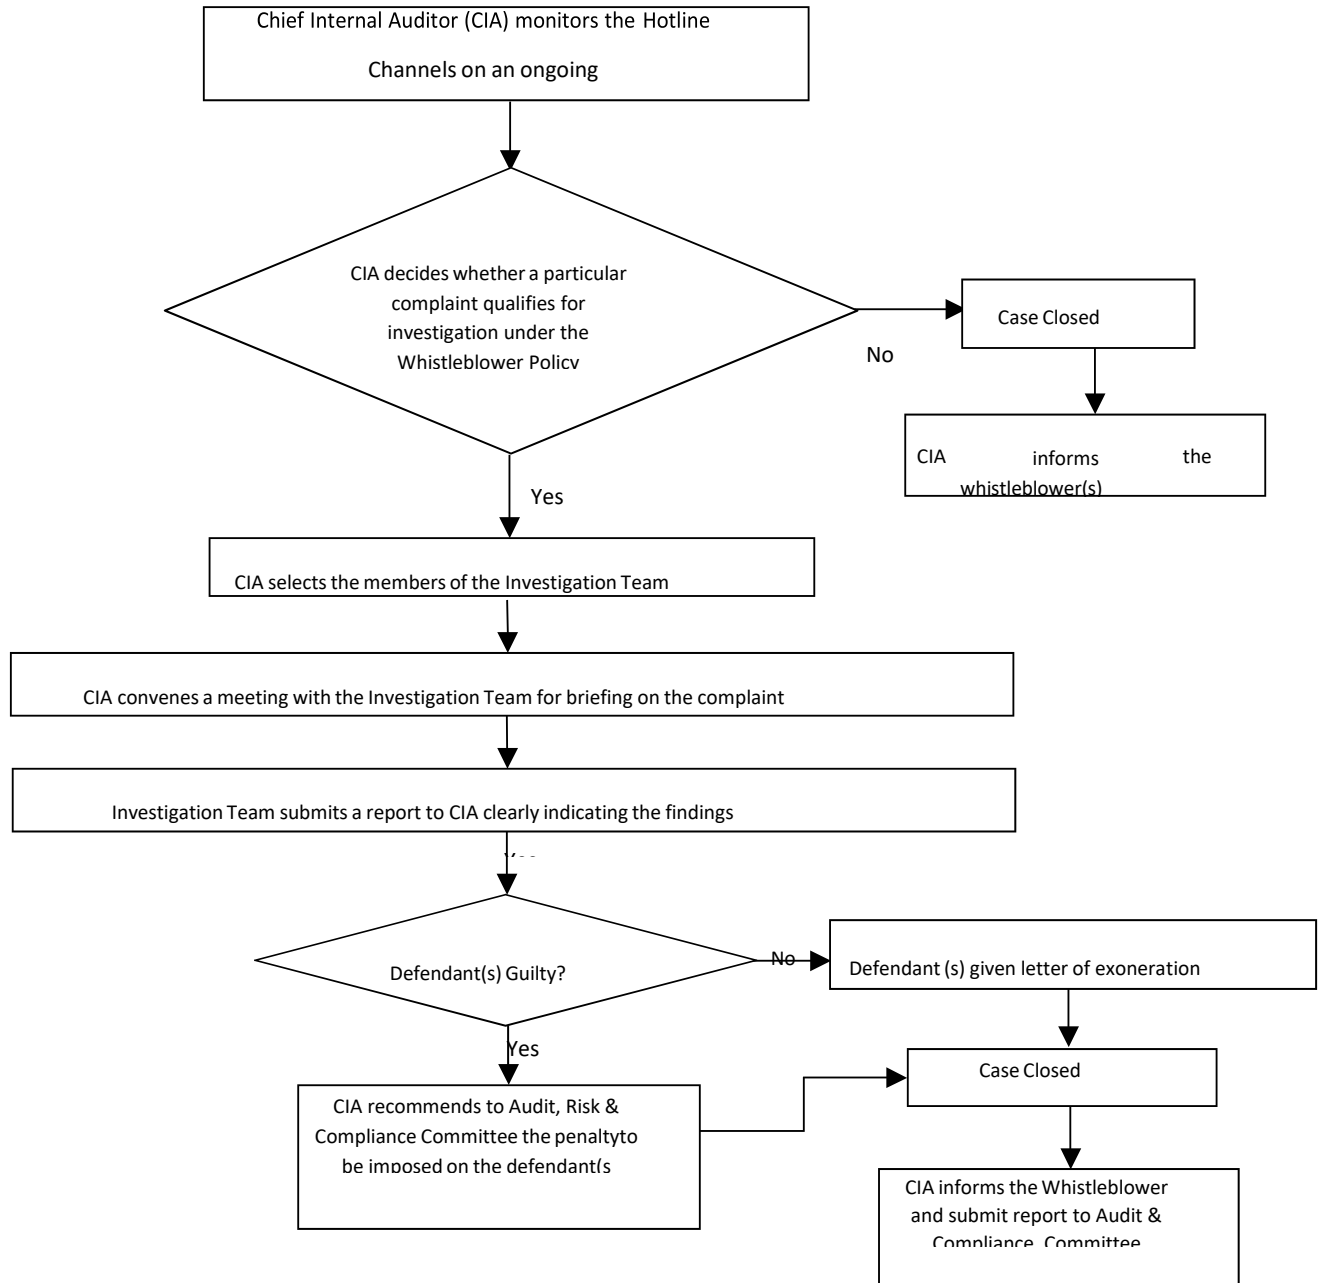 Chief Internal Auditor (CIA) monitors the Hotline
Channels on an ongoing
CIA decides whether a particular
complaint qualifies for
investigation under the
Whistleblower Policy
No
Case Closed
CIA informs the
whistleblower(s)
Yes
CIA selects the members of the Investigation Team
CIA convenes a meeting with the Investigation Team for briefing on the complaint
Investigation Team submits a report to CIA clearly indicating the findings
Defendant(s) Guilty?
No
Defendant (s) given letter of exoneration
Yes
Case Closed
CIA recommends to Audit, Risk &
Compliance Committee the penaltyto
be imposed on the defendant(s
CIA informs the Whistleblower
and submit report to Audit &
Compliance Committee